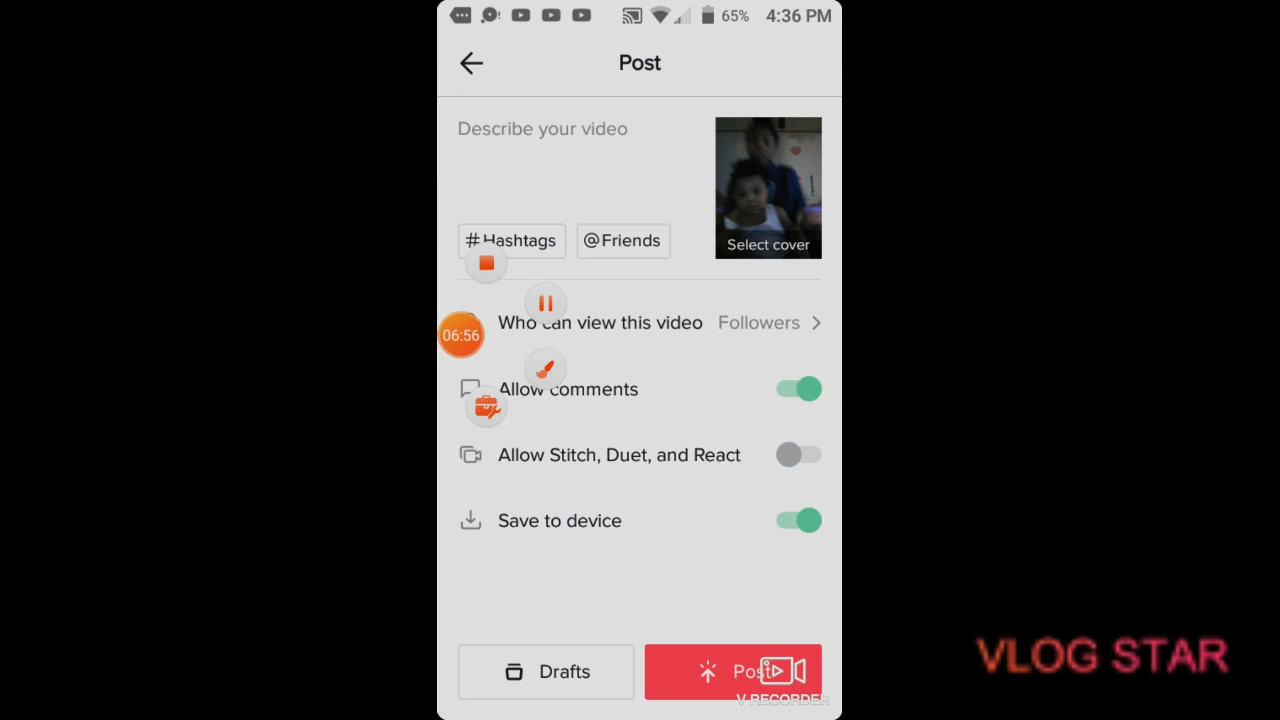 65% 4:36 PM
Post
Describe your video
#Hashtags @Friends
Select cover
Who can view this video Followers
06:56
Allow comments
Allow Stitch, Duet, and React
Save to device
Drafts Post
V RECORDER
VLOG STAR